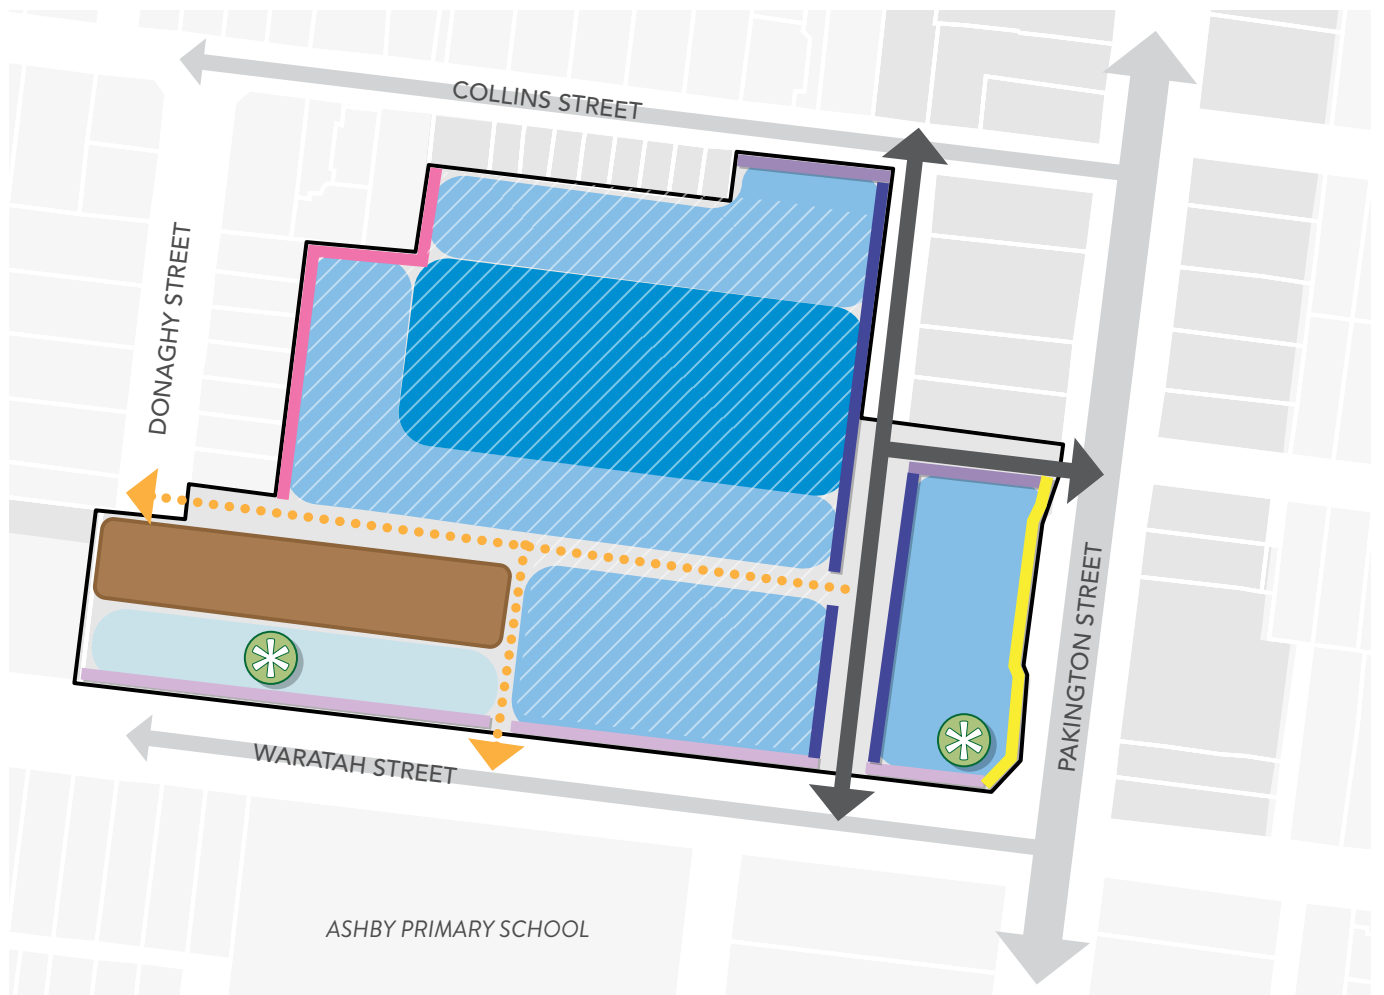 COLLINS STREET
DONAGHY STREET
PAKINGTON STREET
WARATAH STREET
ASHBY PRIMARY SCHOOL